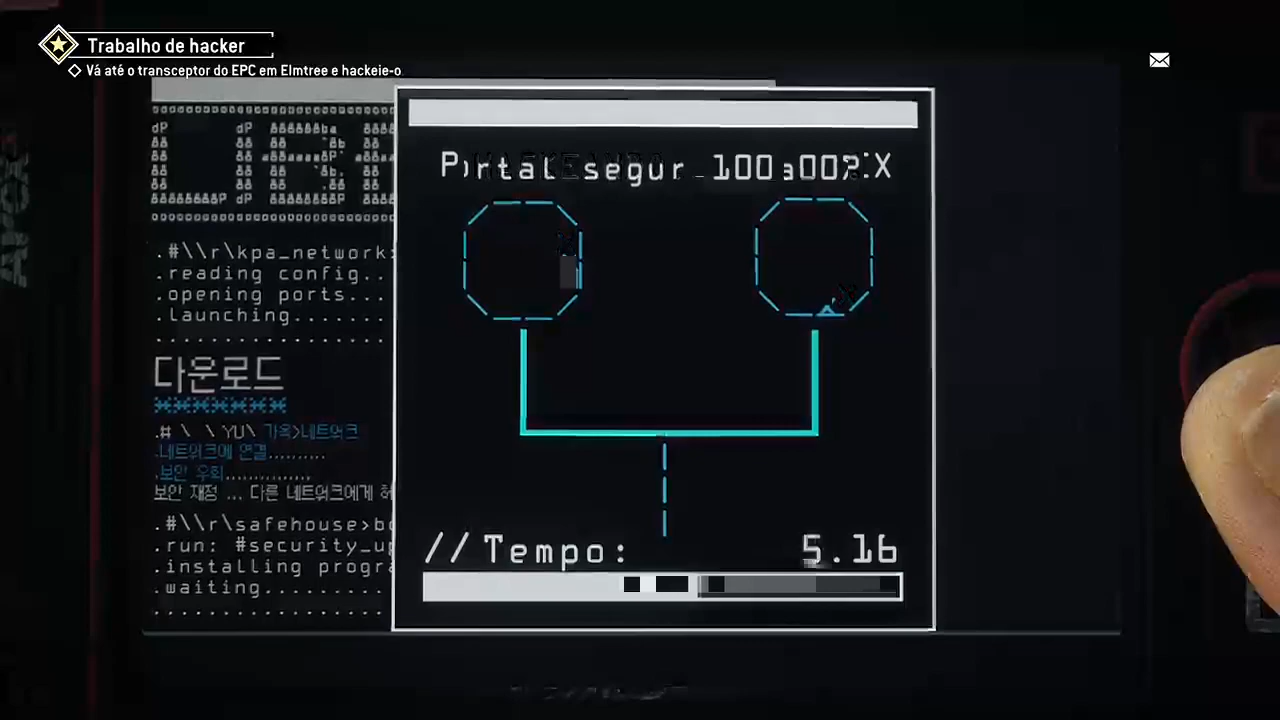 Trabalho de hacker
Vá até o transceptor do EPC em Elmtree e hackeie-o
.#\\r\kpa_network>
.reading config..
.opening ports...
.launching.......
다운로드
******* 
.# \ \ YU\ 가옥>네트워크
.네트워크에 연결..........
.보안 우회...............
보안 재정 ... 다른 네트워크에게 허
.#\\r\safehouse>bo
.run: #security_up
.installing progra
.waiting.........
// Tempo: 5.16